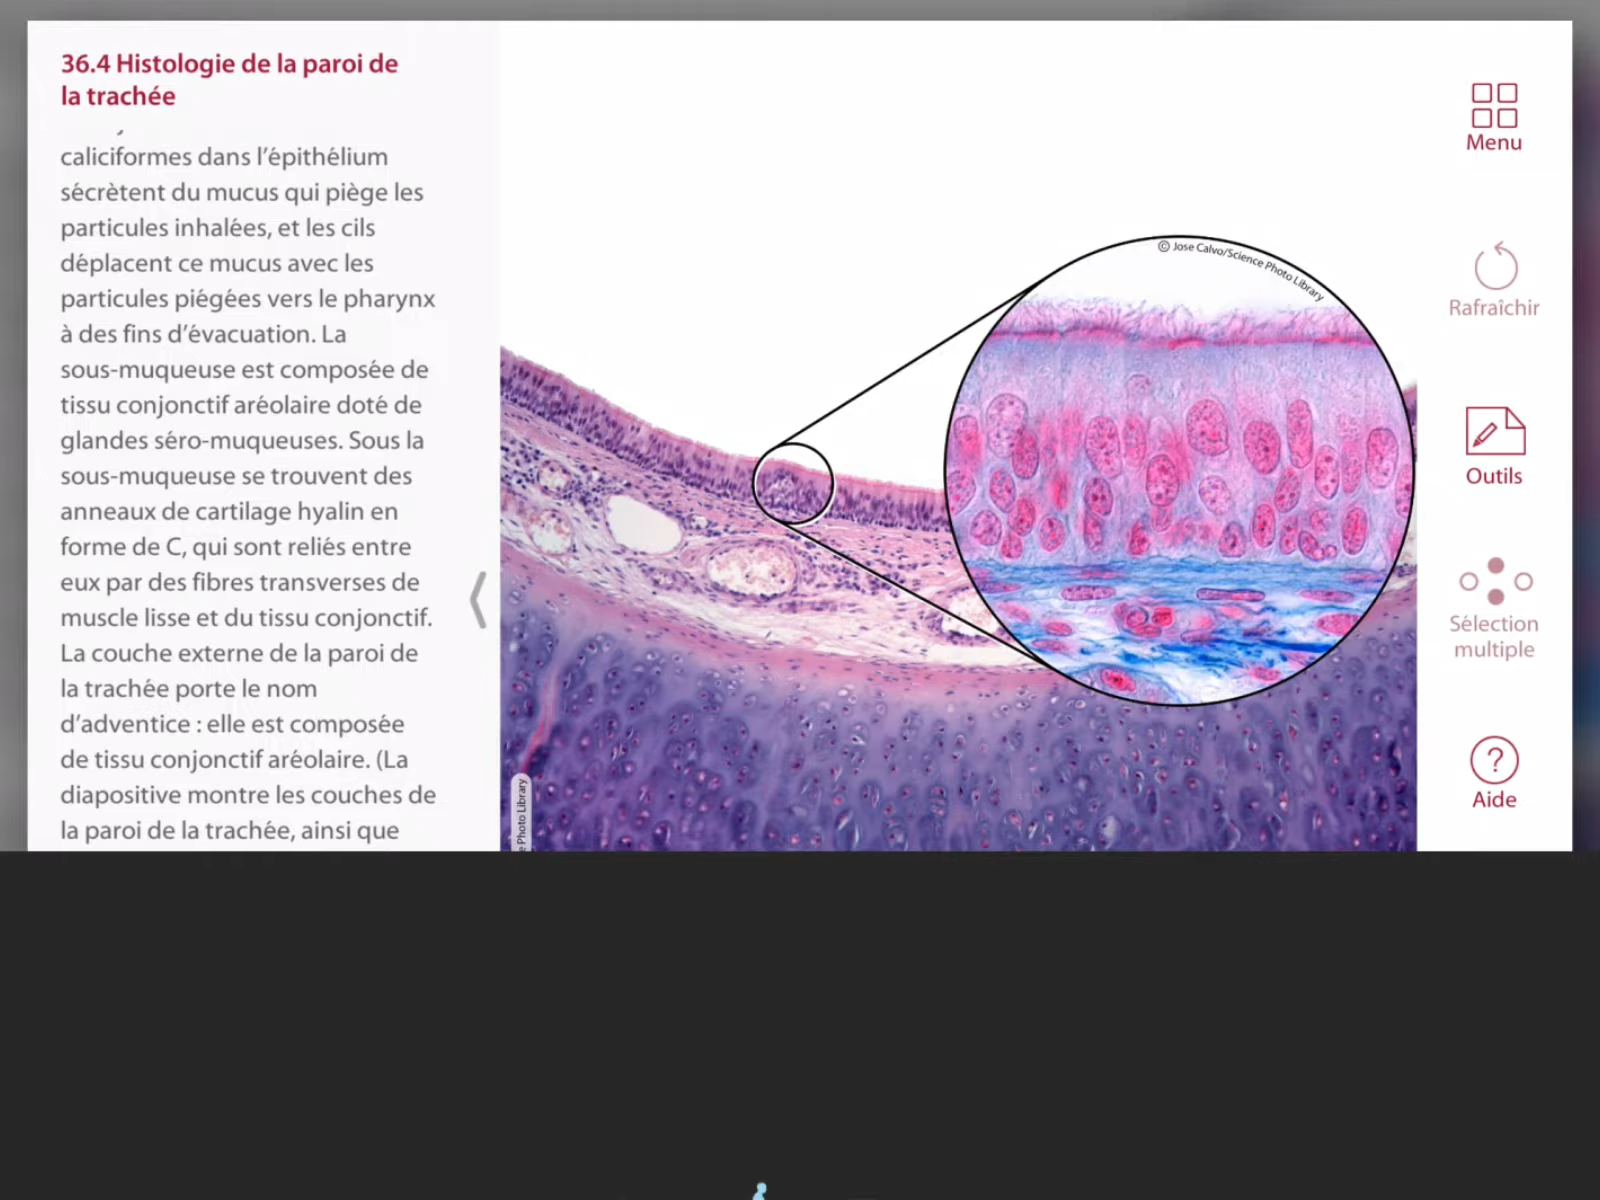 36.4 Histologie de la paroi de
la trachée
caliciformes dans l’épithélium
sécrètent du mucus qui piège les
particules inhalées, et les cils
déplacent ce mucus avec les
particules piégées vers le pharynx
à des fins d’évacuation. La
sous-muqueuse est composée de
tissu conjonctif aréolaire doté de
glandes séro-muqueuses. Sous la
sous-muqueuse se trouvent des
anneaux de cartilage hyalin en
forme de C, qui sont reliés entre
eux par des fibres transverses de
muscle lisse et du tissu conjonctif.
La couche externe de la paroi de
la trachée porte le nom
d’adventice : elle est composée
de tissu conjonctif aréolaire. (La
diapositive montre les couches de
la paroi de la trachée, ainsi que
© Jose Calvo/Science Photo Library
e Photo Library
Menu
Rafraîchir
Outils
Sélection
multiple
?
Aide